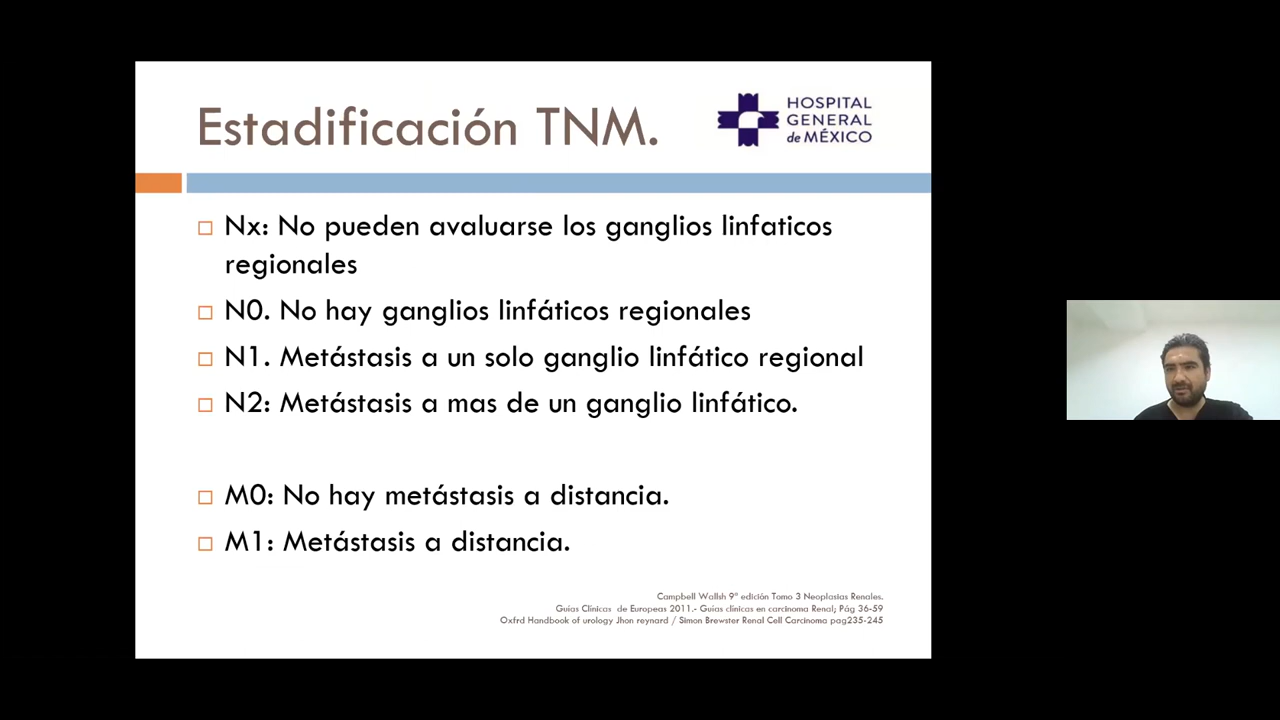 Estadificación TNM.
HOSPITAL
GENERAL
de MÉXICO
Nx: No pueden avaluarse los ganglios linfaticos
regionales
N0. No hay ganglios linfáticos regionales
N1. Metástasis a un solo ganglio linfático regional
N2: Metástasis a mas de un ganglio linfático.
M0: No hay metástasis a distancia.
M1: Metástasis a distancia.
Campbell Wallsh 9ª edición Tomo 3 Neoplasias Renales.
Guias Clínicas de Europeas 2011.- Guias clínicas en carcinoma Renal; Pág 36-59
Oxfrd Handbook of urology Jhon reynard / Simon Brewster Renal Cell Carcinoma pag235-245